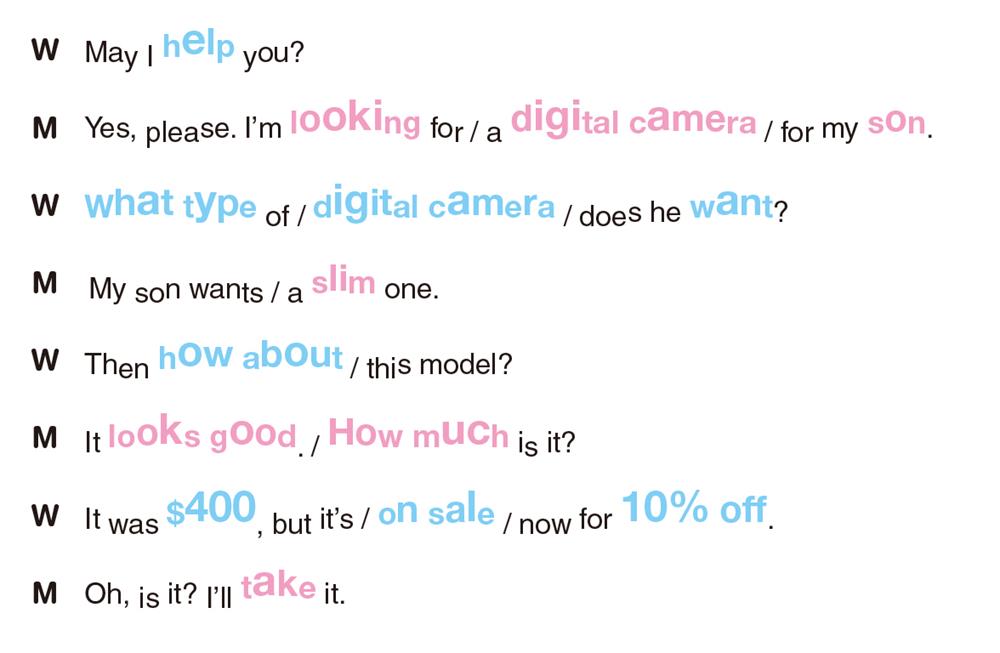 W May I help you?
M Yes, please. I'm looking for / a digital camera / for my son.
W what type of / digital camera / does he want?
M My son wants / a slim one.
W Then how about / this model?
M It looks good. / How much is it?
W It was $400, but it's / on sale / now for 10% off.
M Oh, is it? I'll take it.